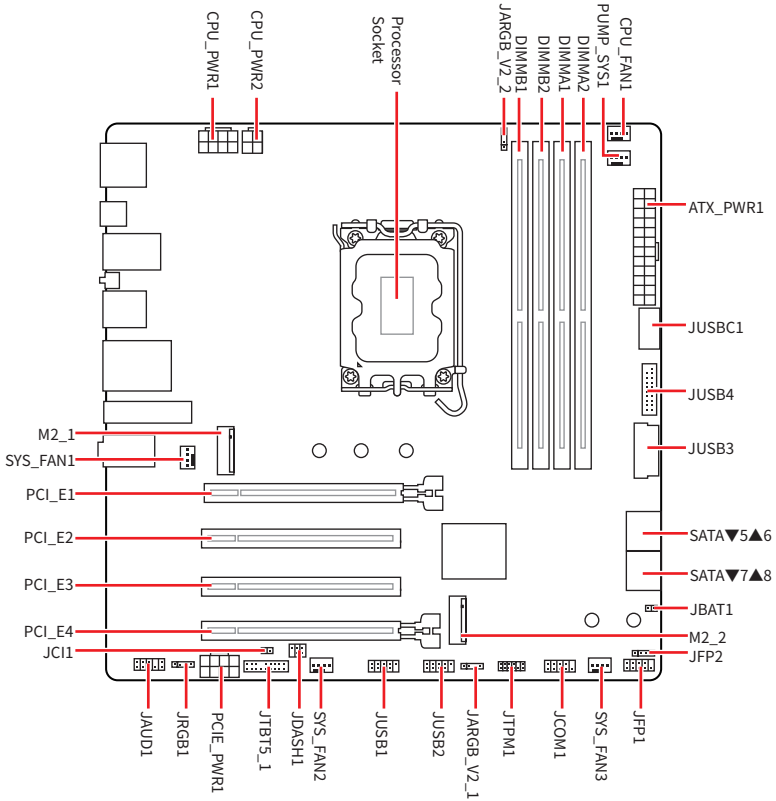 CPU_PWR1
CPU_PWR2
Processor
Socket
JARGB_V2_2
DIMMB1
DIMMB2
DIMMA1
DIMMA2
PUMP_SYS1
CPU_FAN1
ATX_PWR1
JUSBC1
JUSB4
JUSB3
SATA▼5▲6
SATA▼7▲8
JBAT1
M2_2
JFP2
M2_1
SYS_FAN1
PCI_E1
PCI_E2
PCI_E3
PCI_E4
JCI1
JAUD1
JRGB1
PCIE_PWR1
JTBT5_1
JDASH1
SYS_FAN2
JUSB1
JUSB2
JARGB_V2_1
JTPM1
JCOM1
SYS_FAN3
JFP1